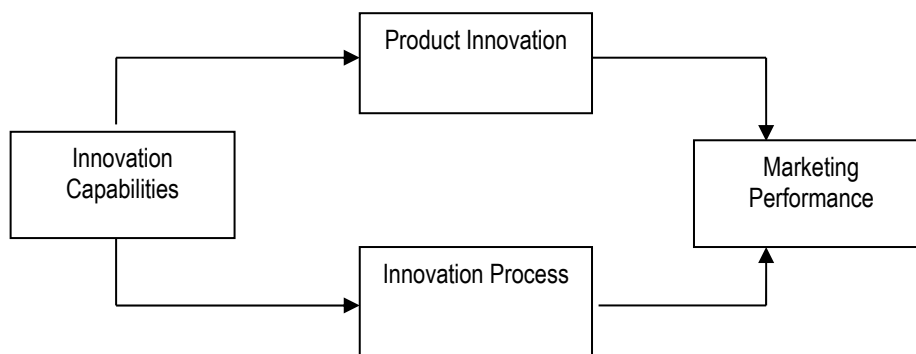 Product Innovation
Innovation
Capabilities
Marketing
Performance
Innovation Process